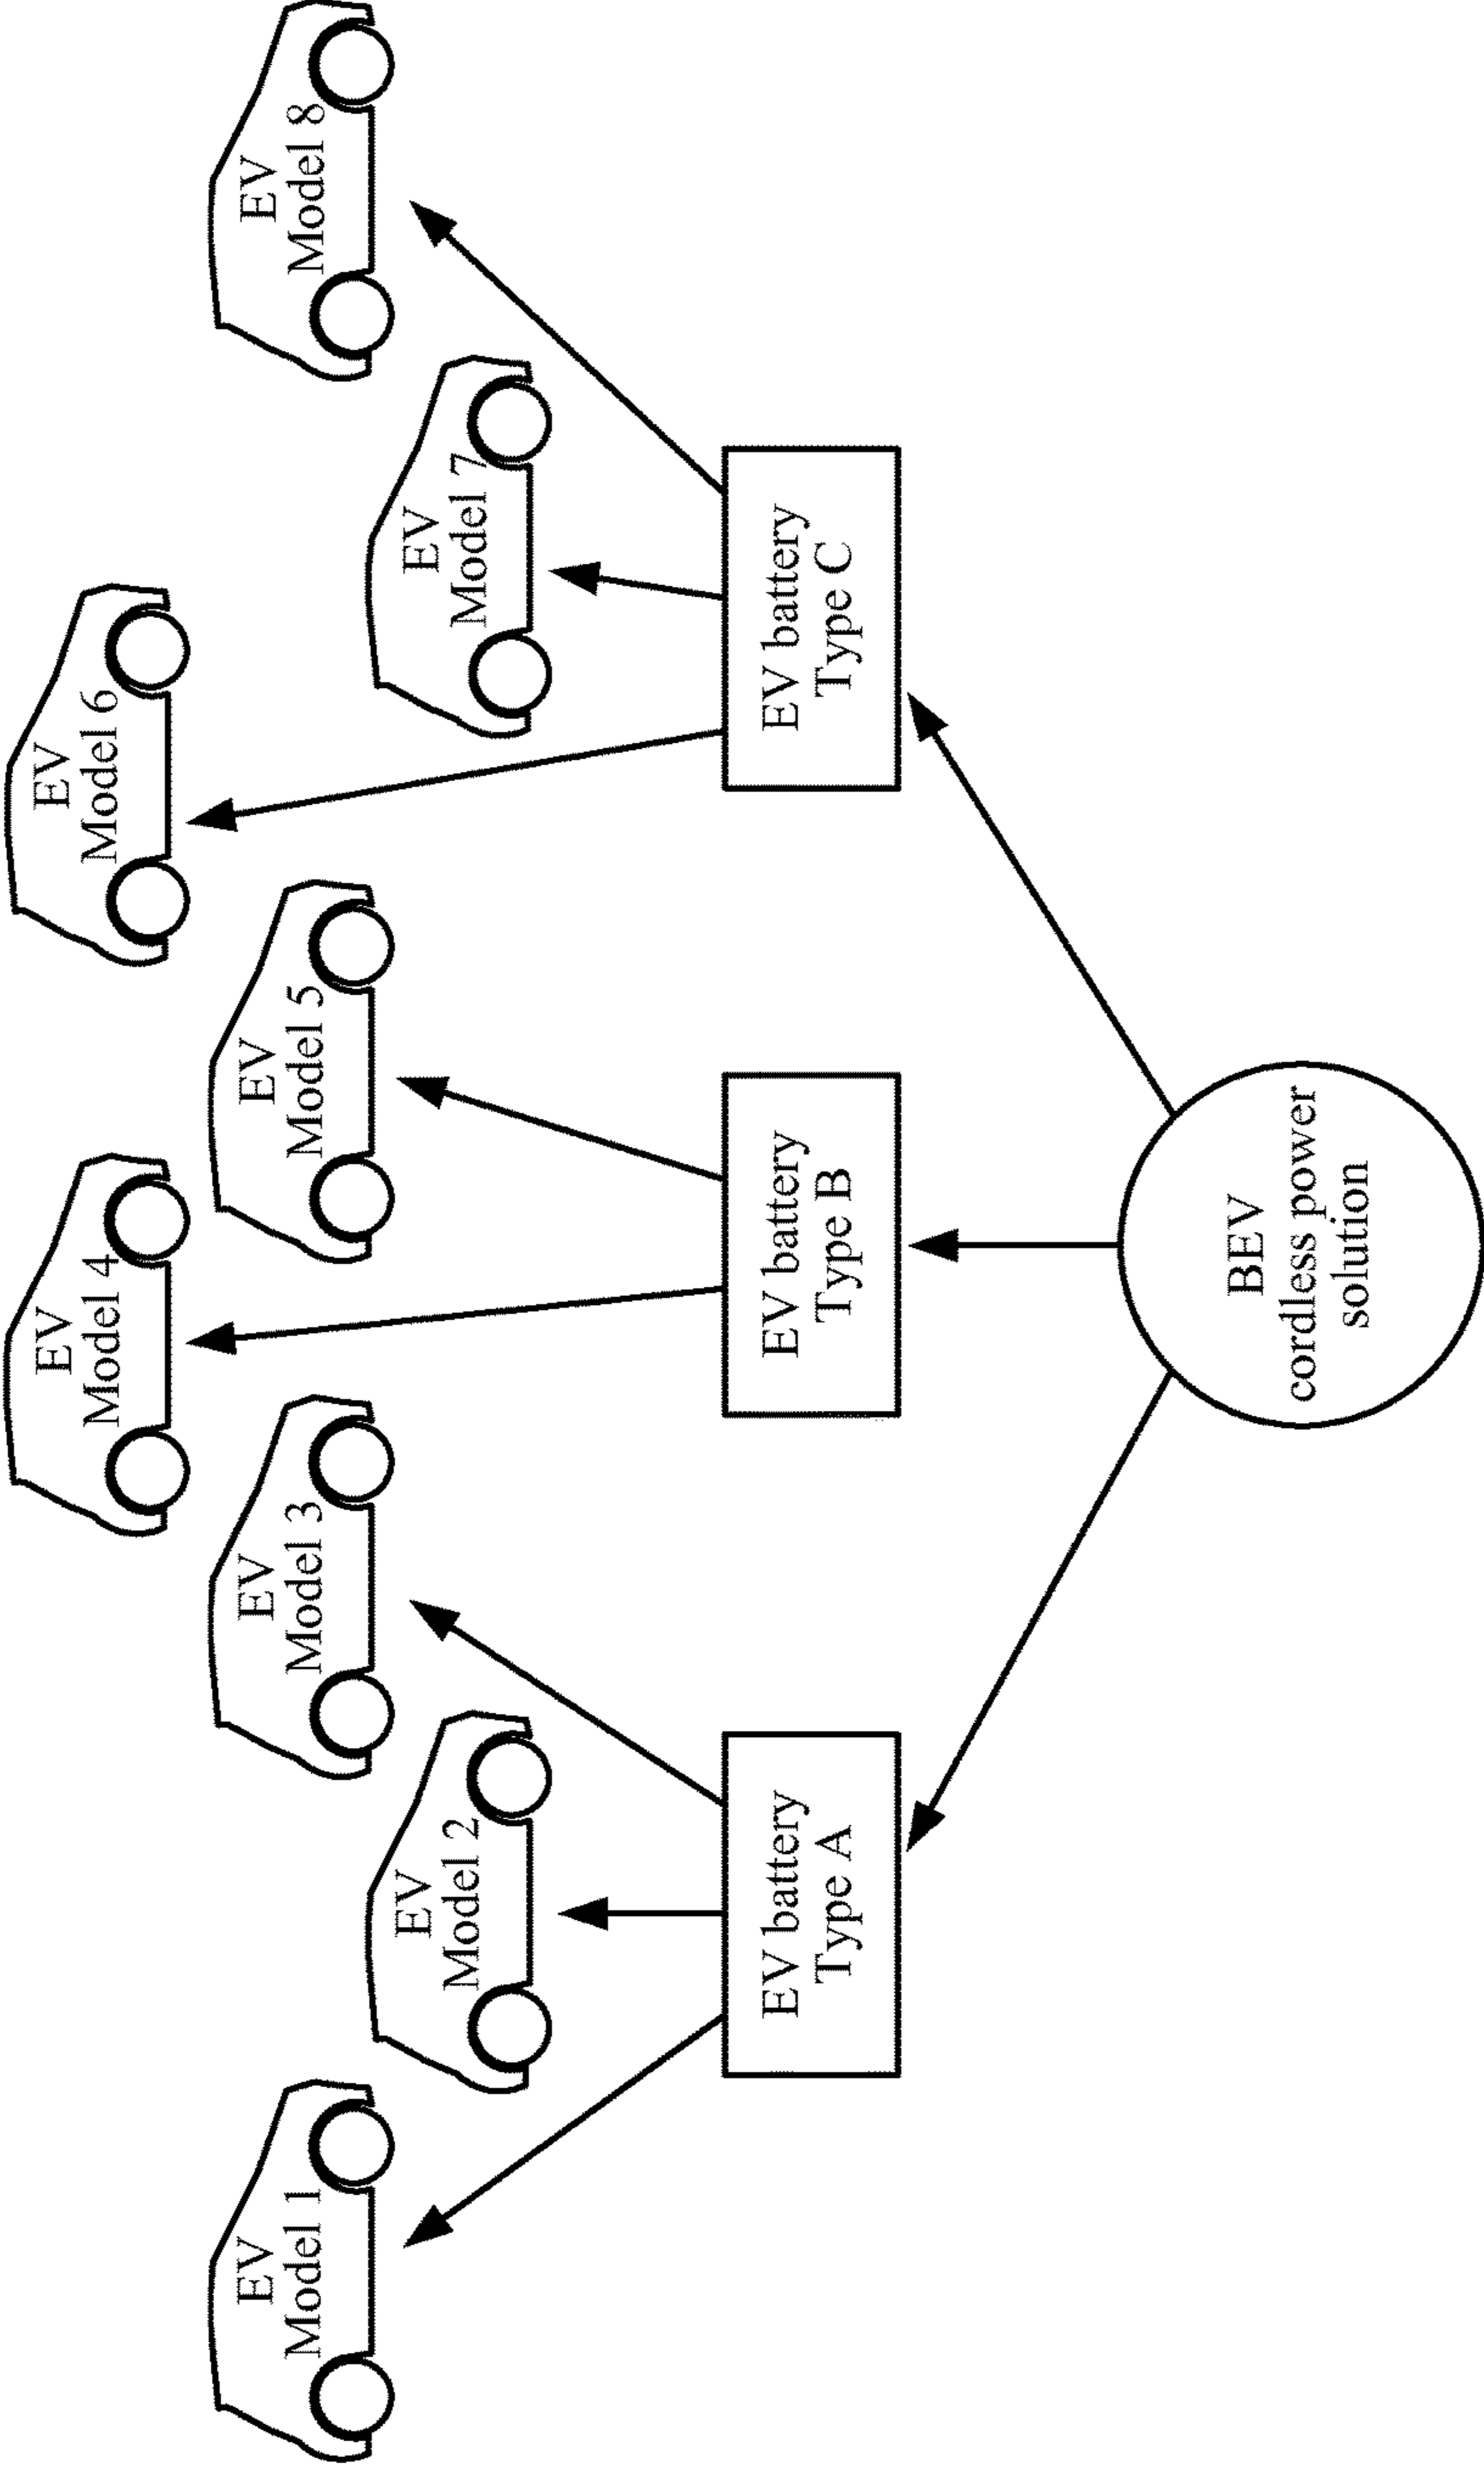 EV
Model 1
EV
Model 2
EV
Model 3
EV
Model 4
EV
Model 5
EV
Model 6
EV
Model 7
EV
Model 8
EV battery
Type A
EV battery
Type B
EV battery
Type C
BEV
cordless power
solution